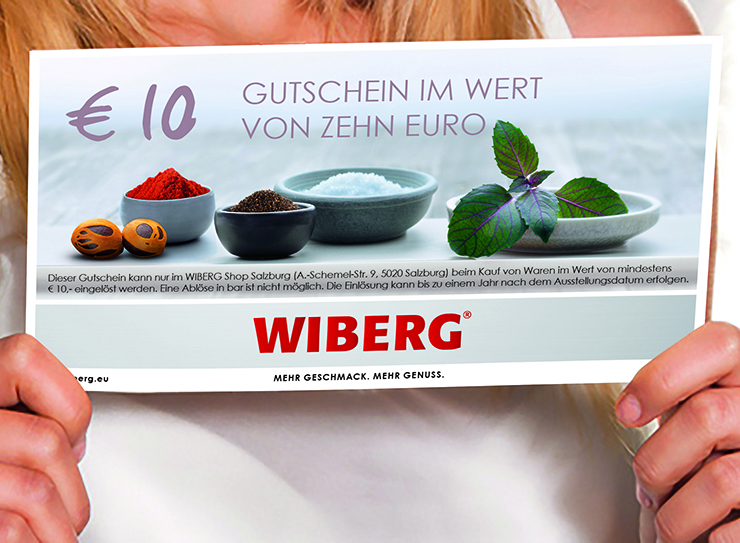 € 10
GUTSCHEIN IM WERT
VON ZEHN EURO
Dieser Gutschein kann nur im WIBERG Shop Salzburg (A.-Schemel-Str. 9, 5020 Salzburg) beim Kauf von Waren im Wert von mindestens
€ 10,- eingelöst werden. Eine Ablöse in bar ist nicht möglich. Die Einlösung kann bis zu einem Jahr nach dem Ausstellungsdatum erfolgen.
WIBERG®
erg.eu
MEHR GESCHMACK. MEHR GENUSS.